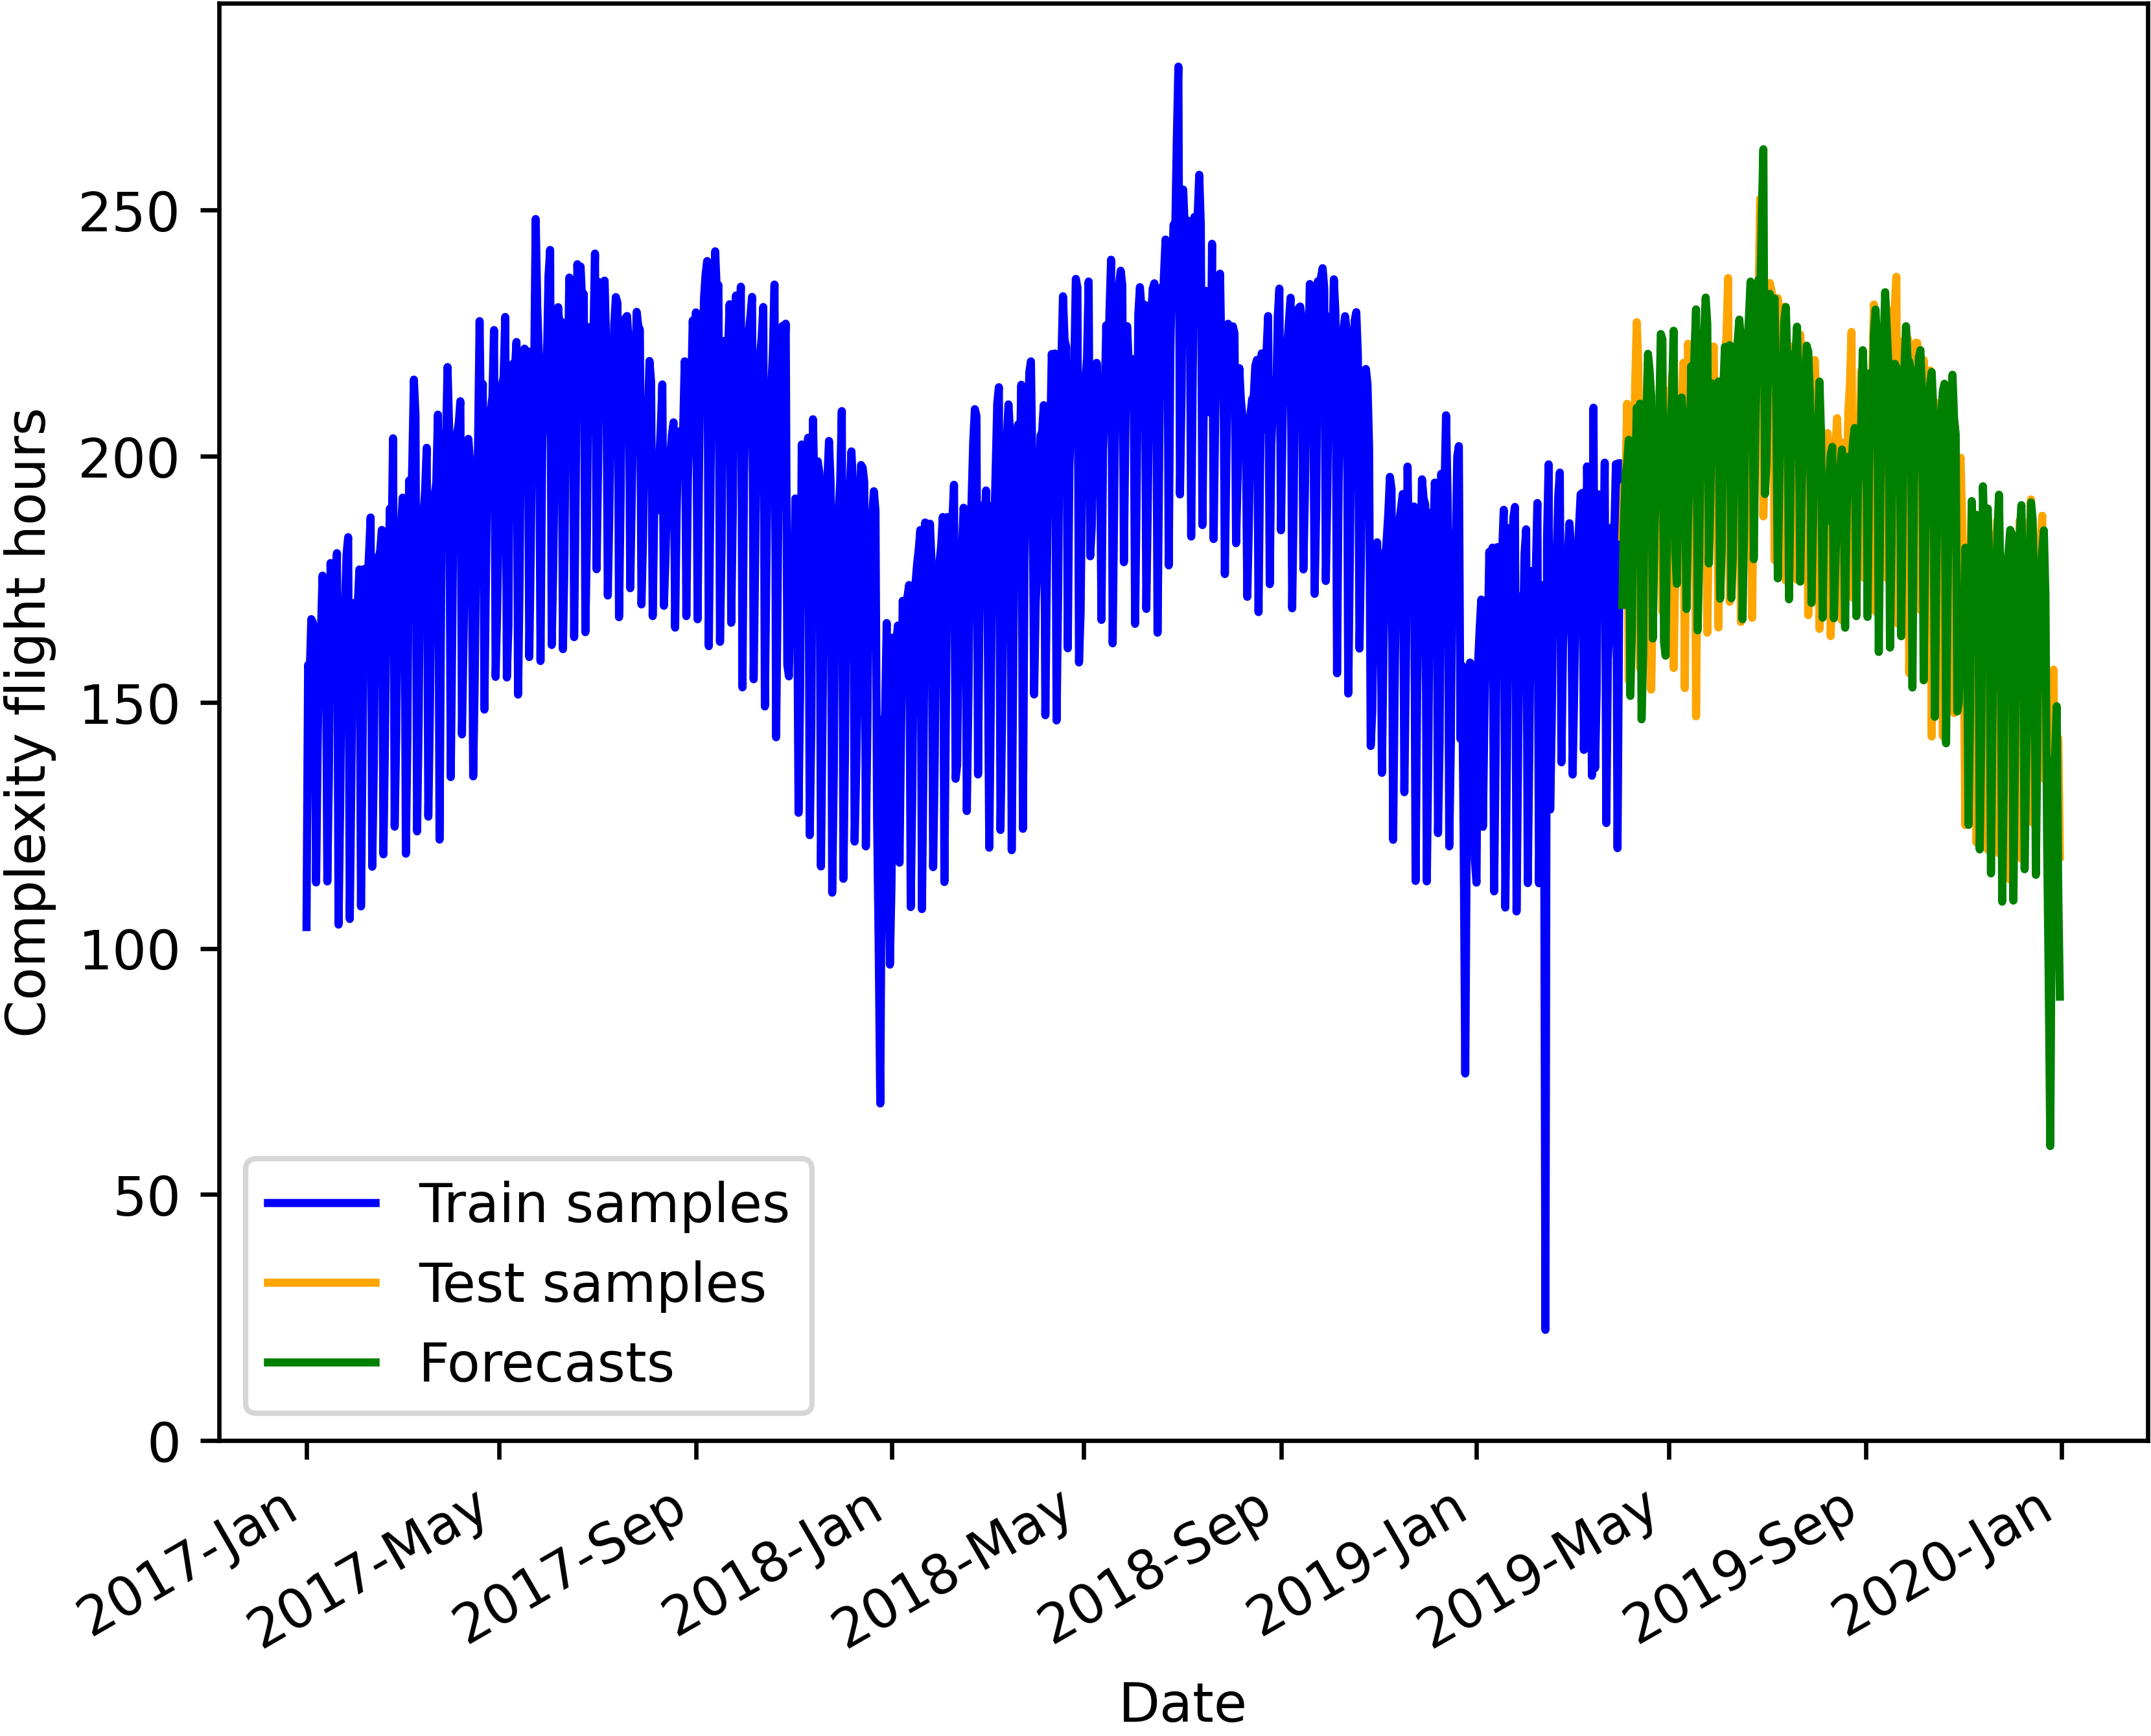 Complexity flight hours
250
200
150
100
50
0
Train samples
Test samples
Forecasts
2017-Jan
2017-May
2017-Sep
2018-Jan
2018-May
2018-Sep
2019-Jan
2019-May
2019-Sep
2020-Jan
Date